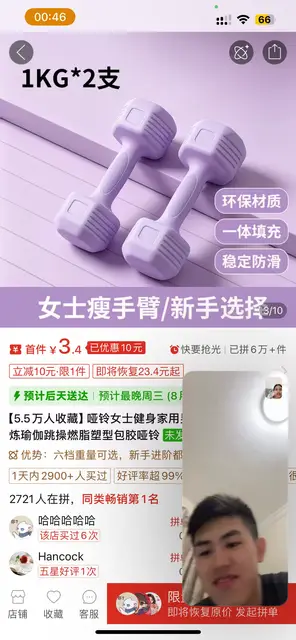 00:46
66
1KG*2支
环保材质
一体填充
稳定防滑
女士瘦手臂/新手选择
/10
首件 ¥3.4 已优惠10元
快要抢光 已拼6万+件
立减10元·限1件 即将恢复23.4元起
预计后天送达 预计最晚周三 (8月
【5.5万人收藏】哑铃女士健身家用
炼瑜伽跳操燃脂塑型包胶哑铃
优势：六档重量可选，新手进阶都
1天内2900+人买过 好评率超99%
2721人在拼，同类畅销第1名
哈哈哈哈哈
该店买过6次
Hancock
五星好评1次
店铺
收藏
客服
即将恢复原价 发起拼单